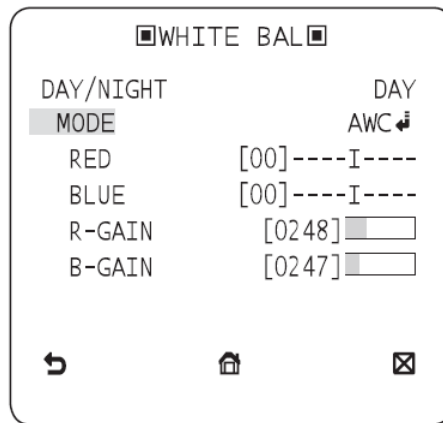 ▣WHITE BAL▣
DAY/NIGHT DAY
MODE AWC↲
RED [00]----I----
BLUE [00]----I----
R-GAIN [0248]
B-GAIN [0247]